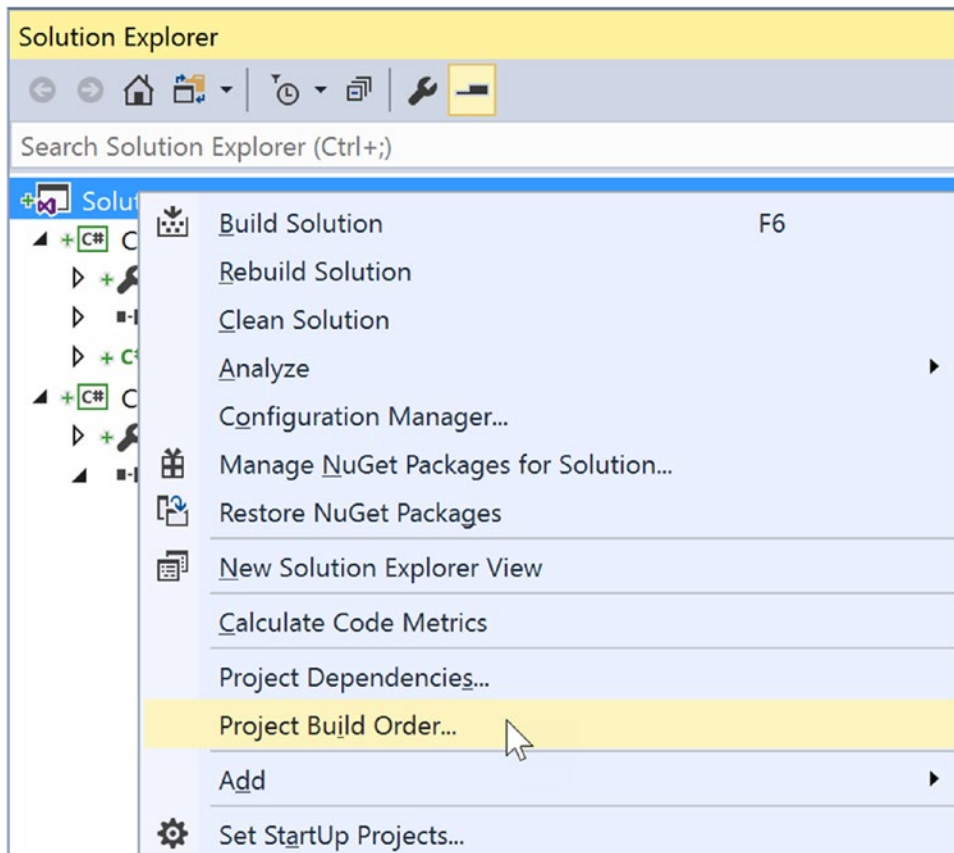 Solution Explorer
Search Solution Explorer (Ctrl+;)
Build Solution F6
Rebuild Solution
C# C
Clean Solution
Analyze
C# C
Configuration Manager...
Manage NuGet Packages for Solution...
Restore NuGet Packages
New Solution Explorer View
Calculate Code Metrics
Project Dependencies...
Project Build Order...
Add
Set StartUp Projects...